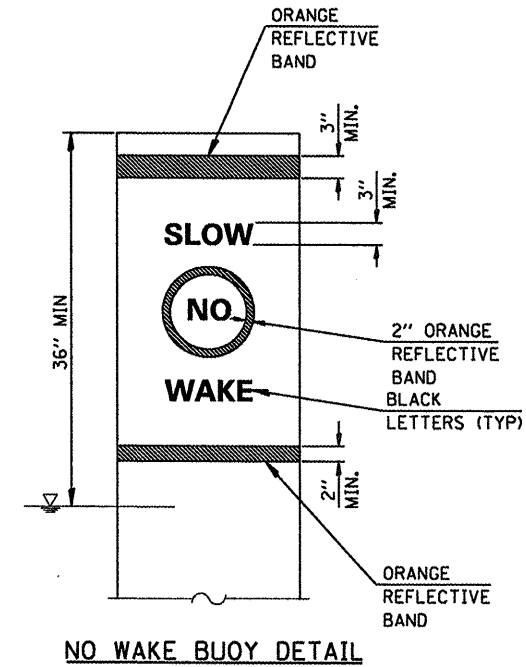 ORANGE
REFLECTIVE
BAND
3" MIN.
3" MIN.
SLOW
NO
36" MIN
2" ORANGE
REFLECTIVE
BAND
WAKE
BLACK
LETTERS (TYP)
2" MIN.
ORANGE
REFLECTIVE
BAND
NO WAKE BUOY DETAIL